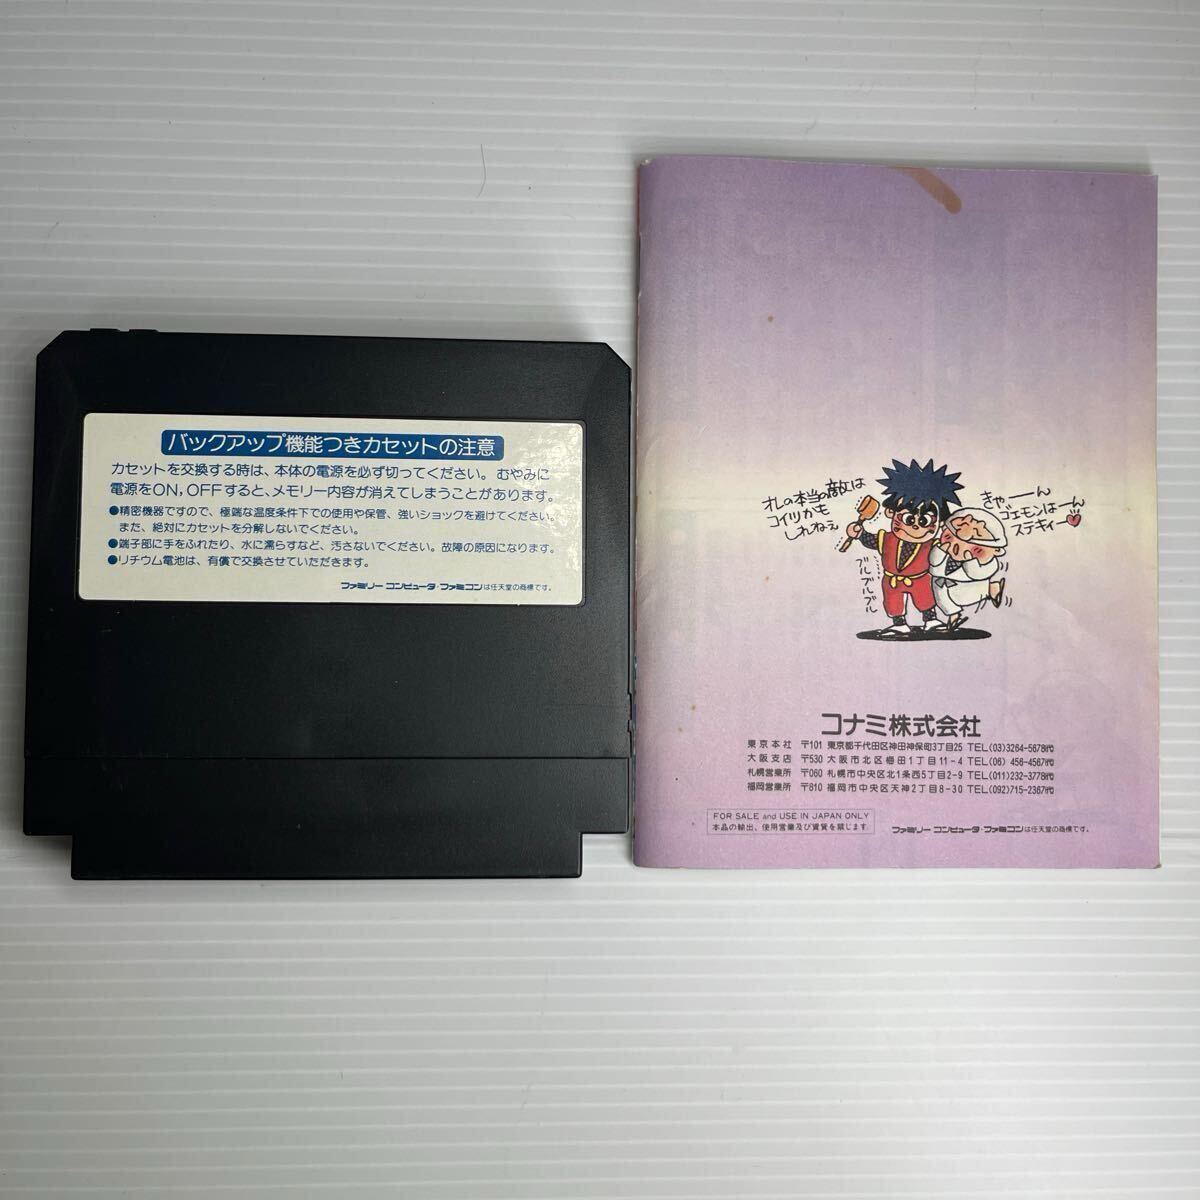 バックアップ機能つきカセットの注意
カセットを交換する時は、本体の電源を必ず切ってください。むやみに
電源をON,OFFすると、メモリー内容が消えてしまうことがあります。
●精密機器ですので、極端な温度条件下での使用や保管、強いショックを避けてください。
また、絶対にカセットを分解しないでください。
●端子部に手をふれたり、水に濡らすなど、汚さないでください。故障の原因になります。
●リチウム電池は、有償で交換させていただきます。
ファミリー コンピュータ・ファミコンは任天堂の商標です。
オレの本当の敵は
コイツかも
しれねェ
ブルブルブル
きゃーーん
ゴエモンはーん
ステキィー♥
コナミ株式会社
東京本社 〒101 東京都千代田区神田神保町3丁目25 TEL(03)3264-5678代
大阪支店 〒530 大阪市北区梅田1丁目11-4 TEL(06) 456-4567代
札幌営業所 〒060 札幌市中央区北1条西5丁目2-9 TEL(011)232-3778代
福岡営業所 〒810 福岡市中央区天神2丁目8-30 TEL(092)715-2367代
FOR SALE and USE IN JAPAN ONLY
本品の輸出、使用営業及び賃貸を禁じます
ファミリー コンピュータ・ファミコンは任天堂の商標です。